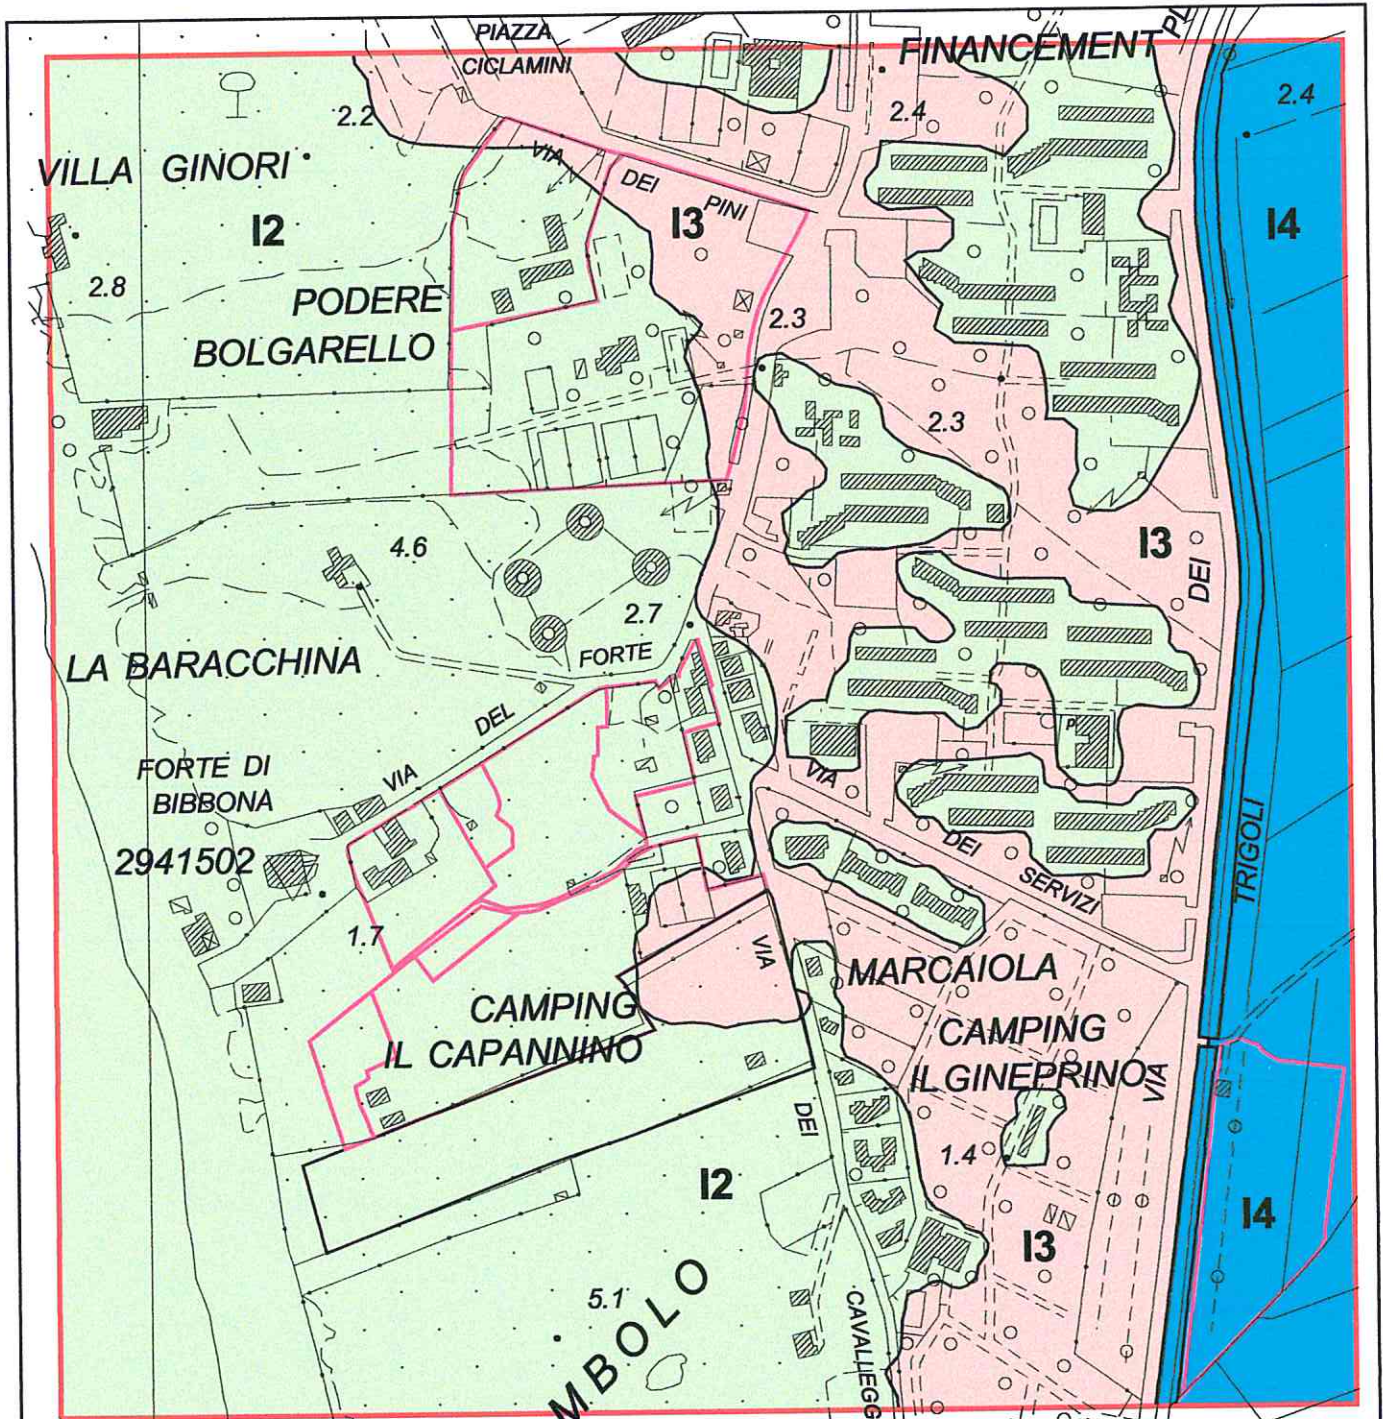 PIAZZA
CICLAMINI
FINANCEMENT
PI
2.2
2.4
2.4
VILLA GINORI
VIA
DEI
PINI
I2
I3
I4
2.8
PODERE
BOLGARELLO
2.3
2.3
4.6
I3
DEI
2.7
FORTE
LA BARACCHINA
DEL
VIA
FORTE DI
BIBBONA
2941502
P
VIA
DEI
SERVIZI
TRIGOLI
1.7
VIA
MARCAIOLA
CAMPING
IL CAPANNINO
CAMPING
IL GINEPRINO
VIA
DEI
1.4
I2
I4
I3
5.1
MBOLO
CAVALLEGG